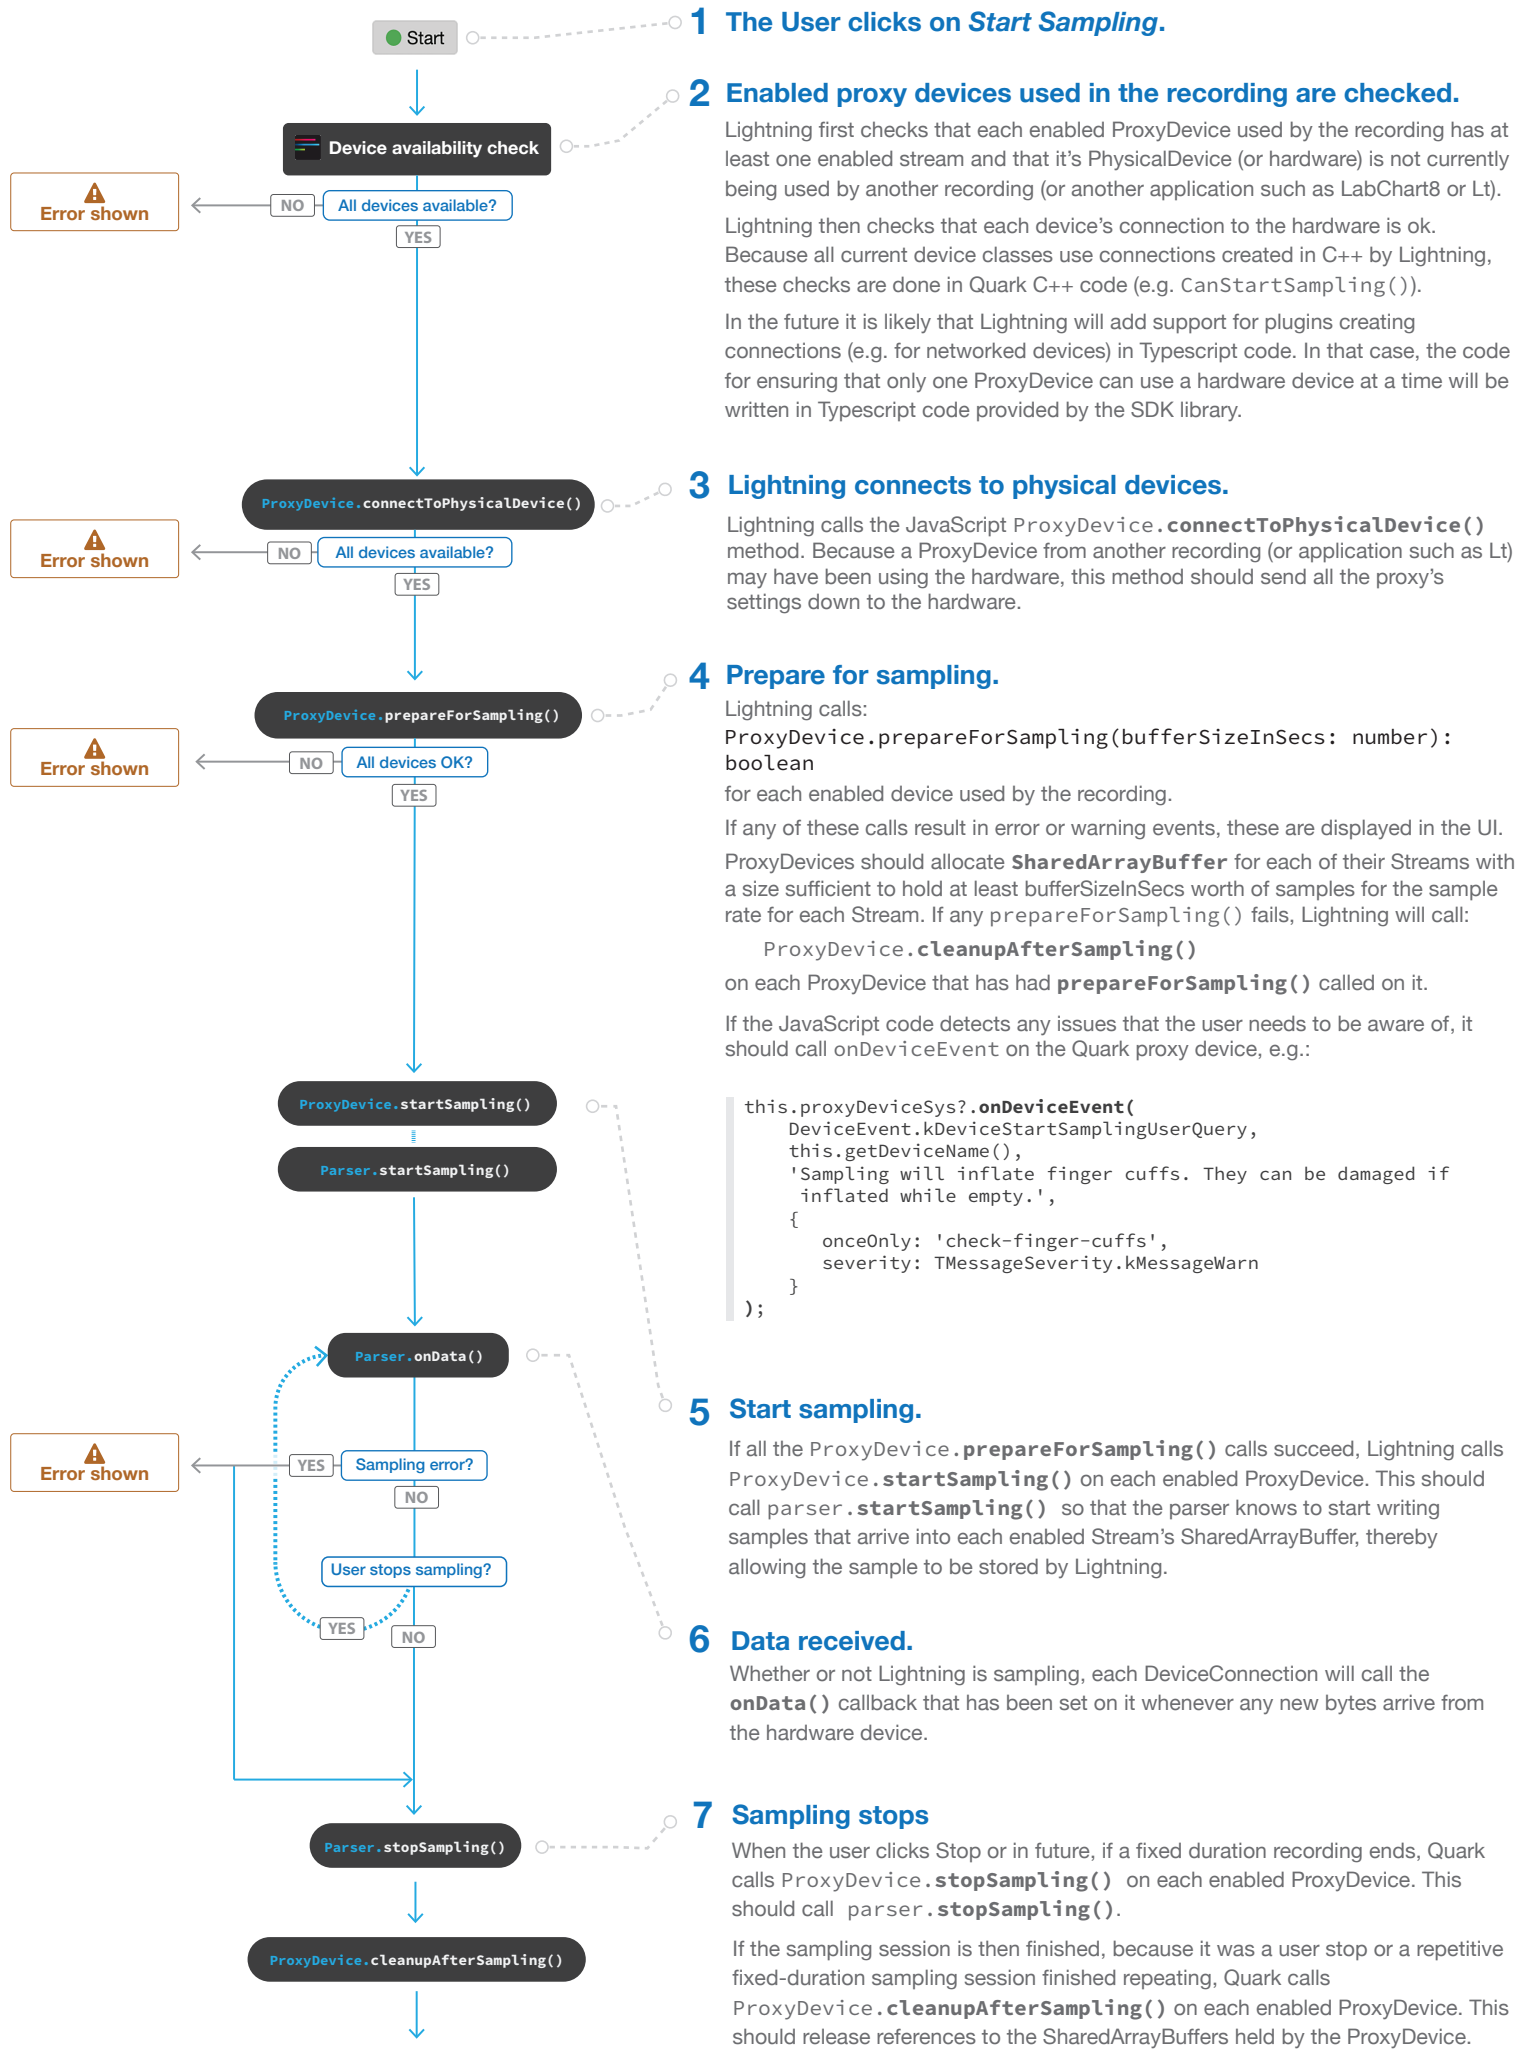 Start
1 The User clicks on Start Sampling.
2 Enabled proxy devices used in the recording are checked.
Device availability check
Lightning first checks that each enabled ProxyDevice used by the recording has at
least one enabled stream and that it's PhysicalDevice (or hardware) is not currently
being used by another recording (or another application such as LabChart8 or Lt).
Error shown
NO
All devices available?
YES
Lightning then checks that each device's connection to the hardware is ok.
Because all current device classes use connections created in C++ by Lightning,
these checks are done in Quark C++ code (e.g. CanStartSampling()).
In the future it is likely that Lightning will add support for plugins creating
connections (e.g. for networked devices) in Typescript code. In that case, the code
for ensuring that only one ProxyDevice can use a hardware device at a time will be
written in Typescript code provided by the SDK library.
ProxyDevice.connectToPhysicalDevice()
3 Lightning connects to physical devices.
Lightning calls the JavaScript ProxyDevice.connectToPhysicalDevice()
method. Because a ProxyDevice from another recording (or application such as Lt)
may have been using the hardware, this method should send all the proxy's
settings down to the hardware.
Error shown
NO
All devices available?
YES
ProxyDevice.prepareForSampling()
4 Prepare for sampling.
Lightning calls:
ProxyDevice.prepareForSampling(bufferSizeInSecs: number):
boolean
for each enabled device used by the recording.
Error shown
NO
All devices OK?
YES
If any of these calls result in error or warning events, these are displayed in the UI.
ProxyDevices should allocate SharedArrayBuffer for each of their Streams with
a size sufficient to hold at least bufferSizeInSecs worth of samples for the sample
rate for each Stream. If any prepareForSampling() fails, Lightning will call:
ProxyDevice.cleanupAfterSampling()
on each ProxyDevice that has had prepareForSampling() called on it.
If the JavaScript code detects any issues that the user needs to be aware of, it
should call onDeviceEvent on the Quark proxy device, e.g.:
ProxyDevice.startSampling()
Parser.startSampling()
this.proxyDeviceSys?.onDeviceEvent(
DeviceEvent.kDeviceStartSamplingUserQuery,
this.getDeviceName(),
'Sampling will inflate finger cuffs. They can be damaged if
inflated while empty.',
{
onceOnly: 'check-finger-cuffs',
severity: TMessageSeverity.kMessageWarn
}
);
Parser.onData()
5 Start sampling.
If all the ProxyDevice.prepareForSampling() calls succeed, Lightning calls
ProxyDevice.startSampling() on each enabled ProxyDevice. This should
call parser.startSampling() so that the parser knows to start writing
samples that arrive into each enabled Stream's SharedArrayBuffer, thereby
allowing the sample to be stored by Lightning.
Error shown
YES
Sampling error?
NO
User stops sampling?
YES
NO
6 Data received.
Whether or not Lightning is sampling, each DeviceConnection will call the
onData() callback that has been set on it whenever any new bytes arrive from
the hardware device.
Parser.stopSampling()
7 Sampling stops
When the user clicks Stop or in future, if a fixed duration recording ends, Quark
calls ProxyDevice.stopSampling() on each enabled ProxyDevice. This
should call parser.stopSampling().
ProxyDevice.cleanupAfterSampling()
If the sampling session is then finished, because it was a user stop or a repetitive
fixed-duration sampling session finished repeating, Quark calls
ProxyDevice.cleanupAfterSampling() on each enabled ProxyDevice. This
should release references to the SharedArrayBuffers held by the ProxyDevice.